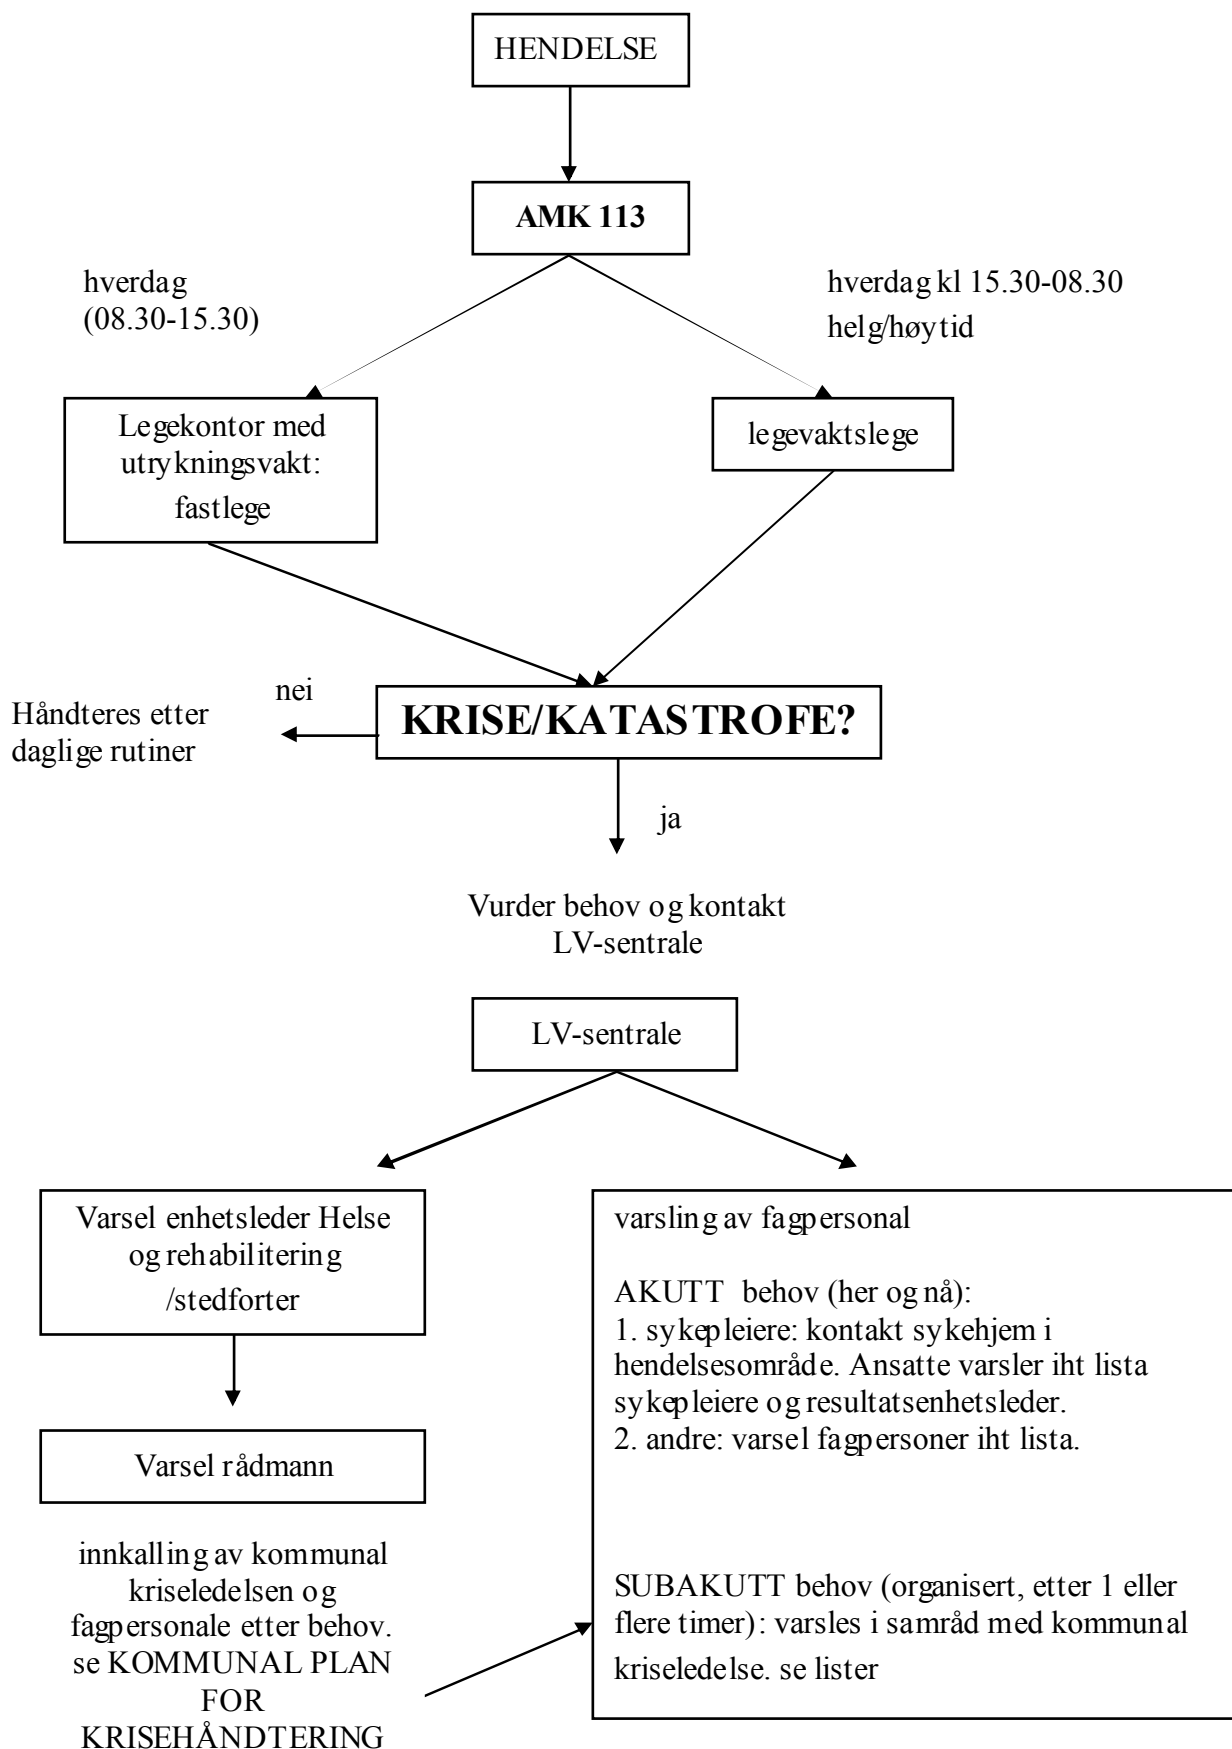 HENDELSE
AMK 113
hverdag
(08.30-15.30)
hverdag kl 15.30-08.30
helg/høytid
Legekontor med
utrykningsvakt:
fastlege
legevaktslege
nei
Håndteres etter
daglige rutiner
KRISE/KATASTROFE?
ja
Vurder behov og kontakt
LV-sentrale
LV-sentrale
Varsel enhetsleder Helse
og rehabilitering
/stedforter
Varsel rådmann
innkalling av kommunal
kriseledelsen og
fagpersonale etter behov.
se KOMMUNAL PLAN
FOR
KRISEHÅNDTERING
varsling av fagpersonal
AKUTT behov (her og nå):
1. sykepleiere: kontakt sykehjem i
hendelsesområde. Ansatte varsler iht lista
sykepleiere og resultatsenhetsleder.
2. andre: varsel fagpersoner iht lista.
SUBAKUTT behov (organisert, etter 1 eller
flere timer): varsles i samråd med kommunal
kriseledelse. se lister